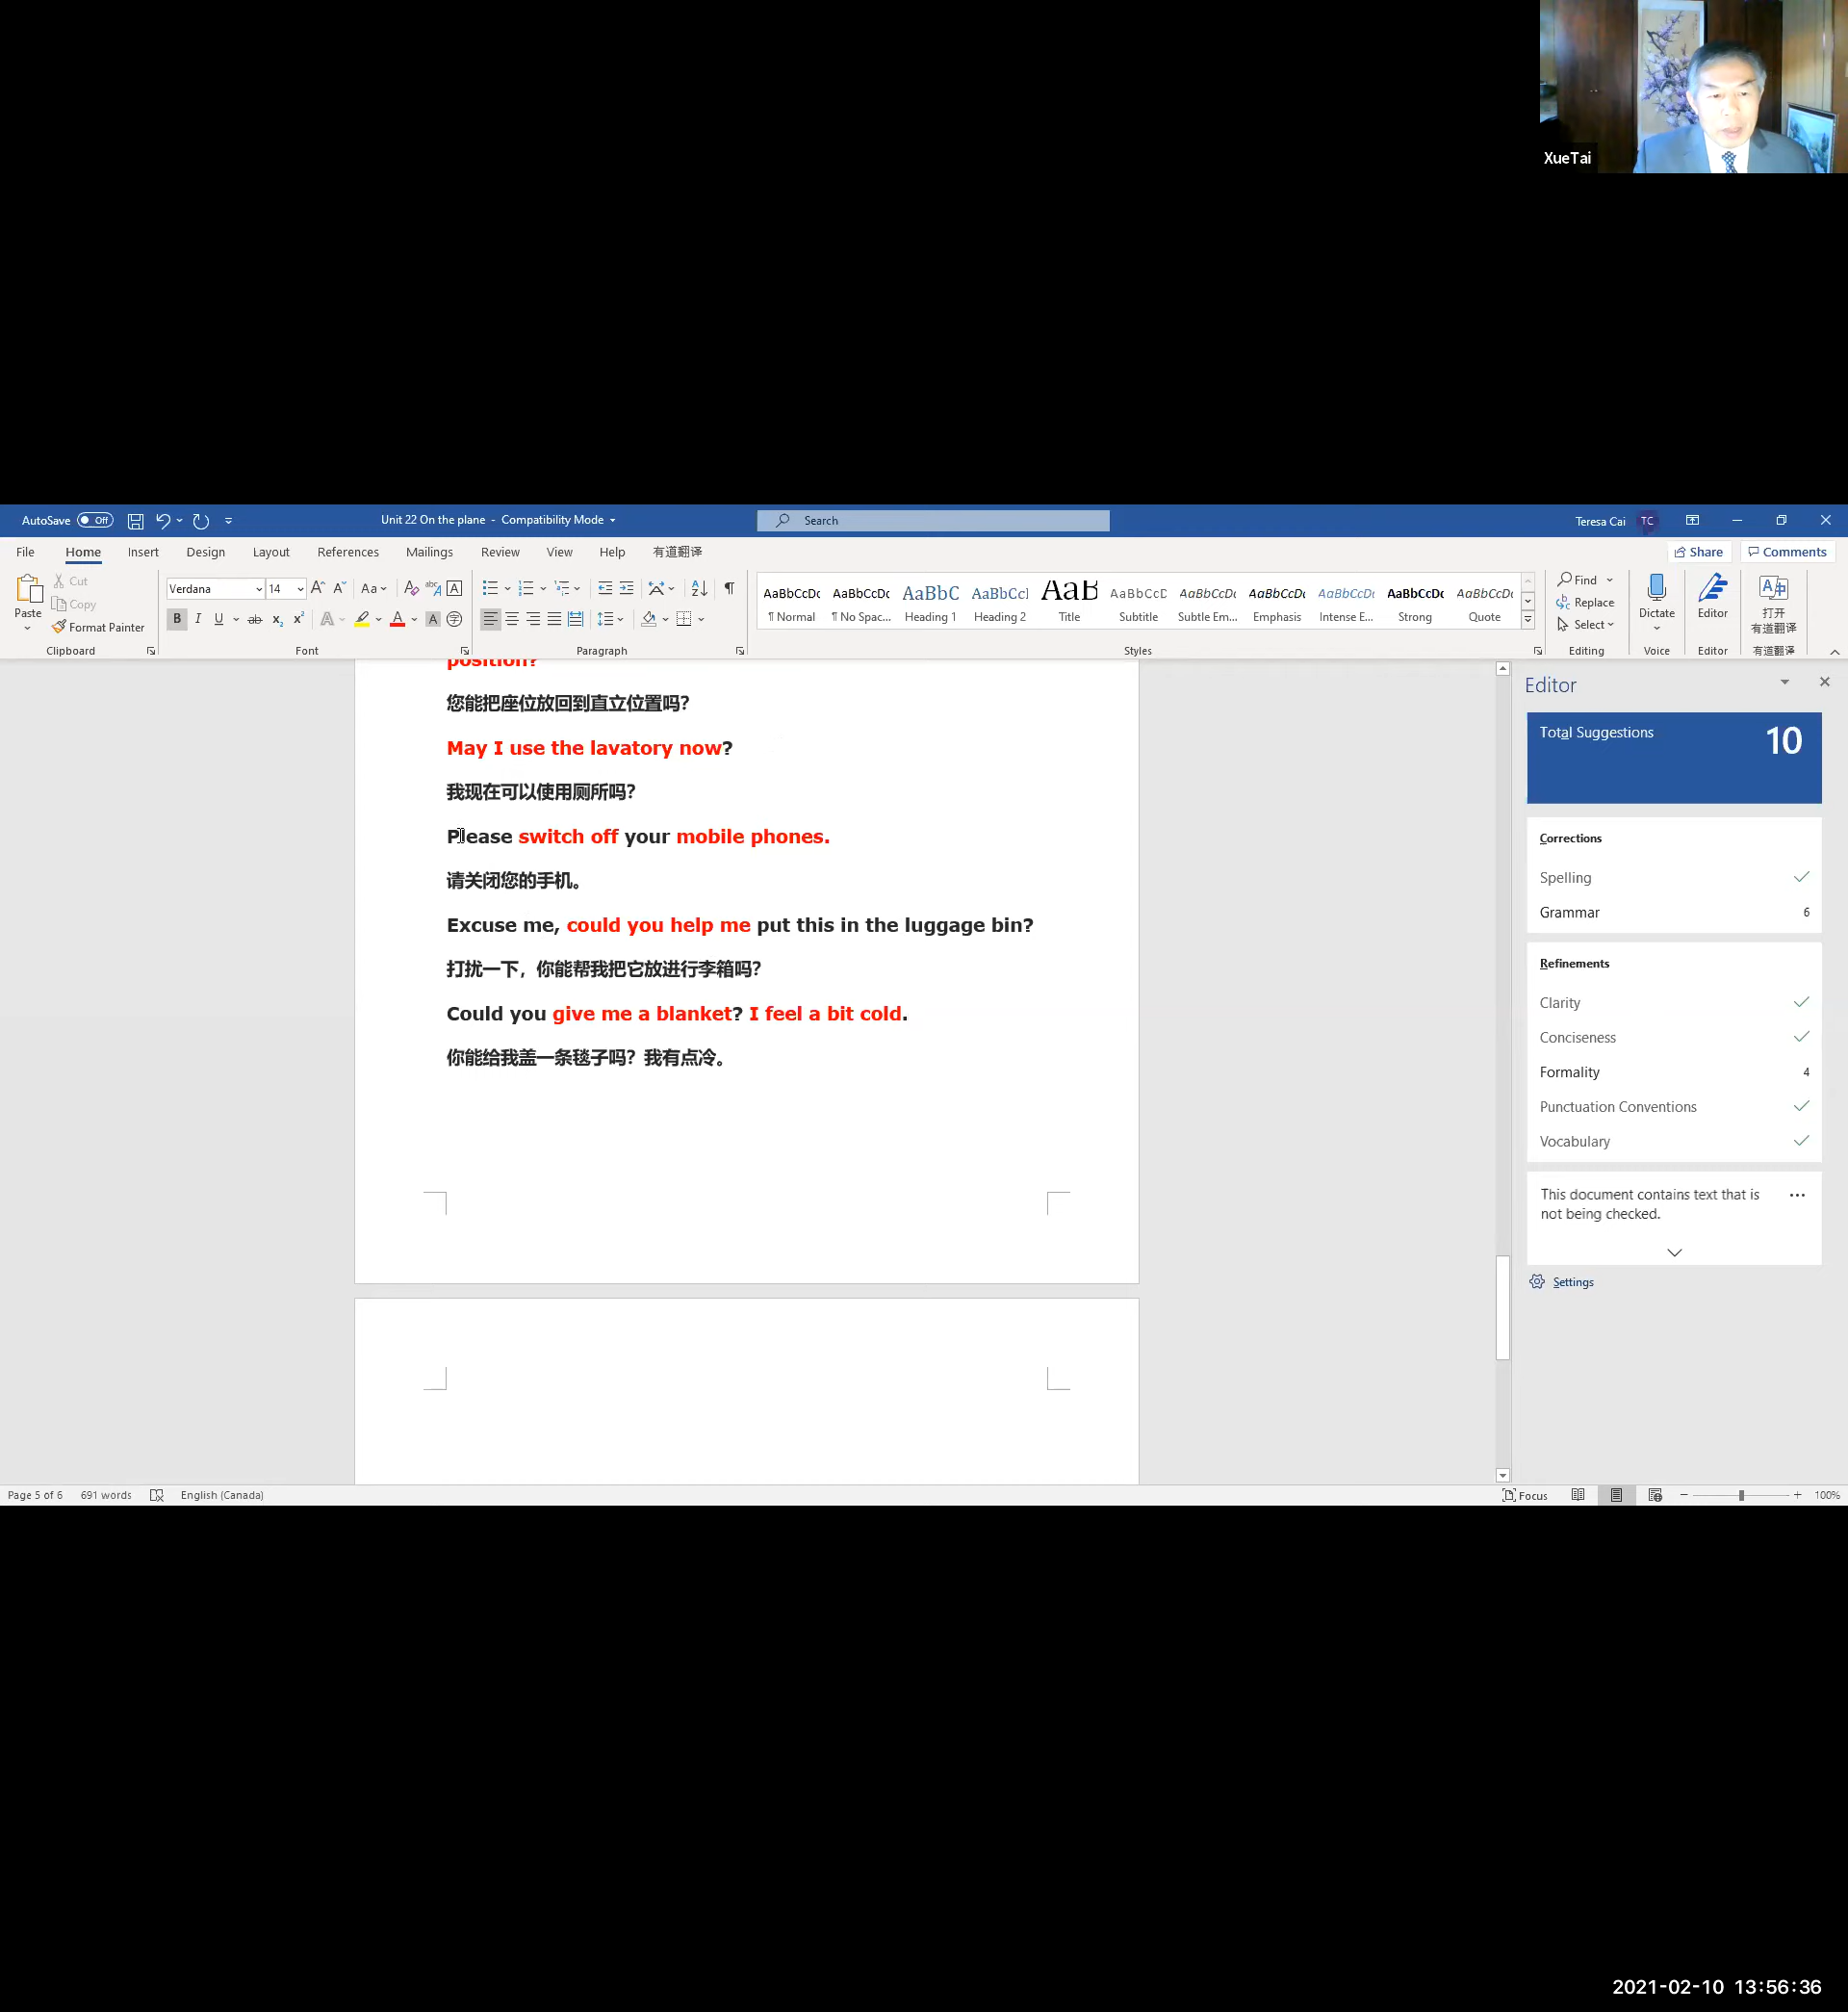 XueTai
AutoSave Off
Unit 22 On the plane - Compatibility Mode
Search
Teresa Cai TC
File Home Insert Design Layout References Mailings Review View Help 有道翻译
Share Comments
Paste
Cut
Copy
Format Painter
Clipboard
Verdana 14
Font
Paragraph
AaBbCcDc AaBbCcDc AaBbC AaBbCcl AaB AaBbCcD AaBbCcDc AaBbCcDc AaBbCcDc AaBbCcDc AaBbCcDc
¶ Normal ¶ No Spac... Heading 1 Heading 2 Title Subtitle Subtle Em... Emphasis Intense E... Strong Quote
Styles
Find
Replace
Select
Editing
Dictate
Voice
Editor
Editor
打开
有道翻译
有道翻译
position?
您能把座位放回到直立位置吗?
May I use the lavatory now?
我现在可以使用厕所吗?
Please switch off your mobile phones.
请关闭您的手机。
Excuse me, could you help me put this in the luggage bin?
打扰一下，你能帮我把它放进行李箱吗?
Could you give me a blanket? I feel a bit cold.
你能给我盖一条毯子吗? 我有点冷。
Editor
Total Suggestions 10
Corrections
Spelling
Grammar 6
Refinements
Clarity
Conciseness
Formality 4
Punctuation Conventions
Vocabulary
This document contains text that is
not being checked.
Settings
Page 5 of 6 691 words English (Canada)
Focus
100%
2021-02-10 13:56:36